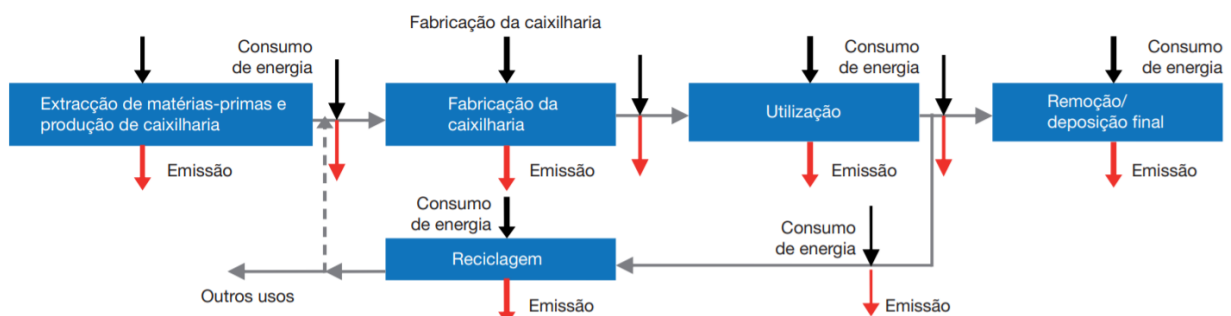 Fabricação da caixilharia
Consumo
de energia
Consumo
de energia
Consumo
de energia
Extracção de matérias-primas e
produção de caixilharia
Fabricação da
caixilharia
Utilização
Remoção/
deposição final
Emissão
Emissão
Emissão
Emissão
Consumo
de energia
Consumo
de energia
Reciclagem
Outros usos
Emissão
Emissão